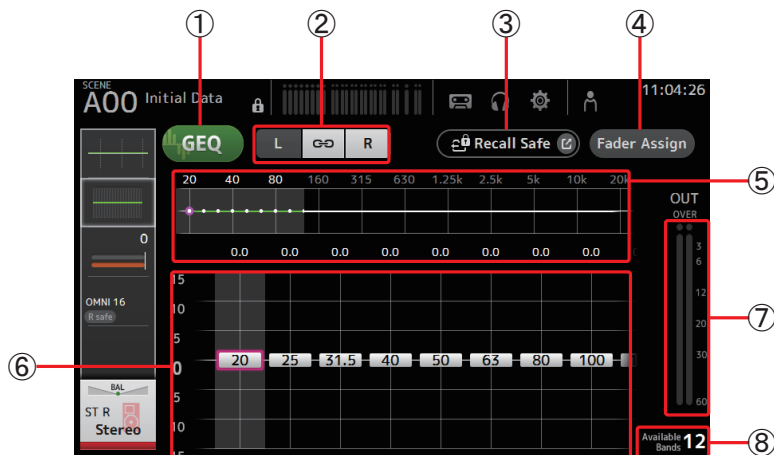 ① ② ③ ④
SCENE
A00 Initial Data
11:04:26
GEQ
L R
Recall Safe
Fader Assign
20 40 80 160 315 630 1.25k 2.5k 5k 10k 20k
⑤
OUT
OVER
0
0.0 0.0 0.0 0.0 0.0 0.0 0.0 0.0
3
6
12
20
30
60
⑦
OMNI 16
R safe
15
10
5
0
5
10
15
20 25 31.5 40 50 63 80 100
⑥
BAL
ST R
Stereo
Available
Bands 12
⑧